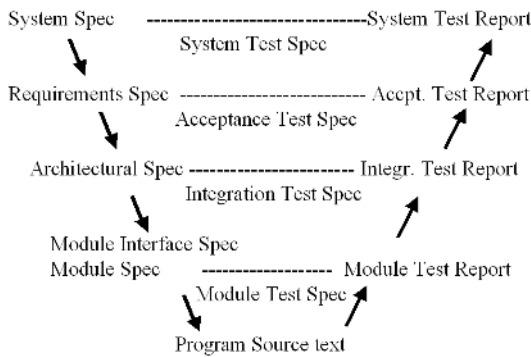 System Spec ------------------------------System Test Report
System Test Spec
Requirements Spec -------------------------- Accpt. Test Report
Acceptance Test Spec
Architectural Spec ----------------------- Integr. Test Report
Integration Test Spec
Module Interface Spec
Module Spec ------------------ Module Test Report
Module Test Spec
Program Source text